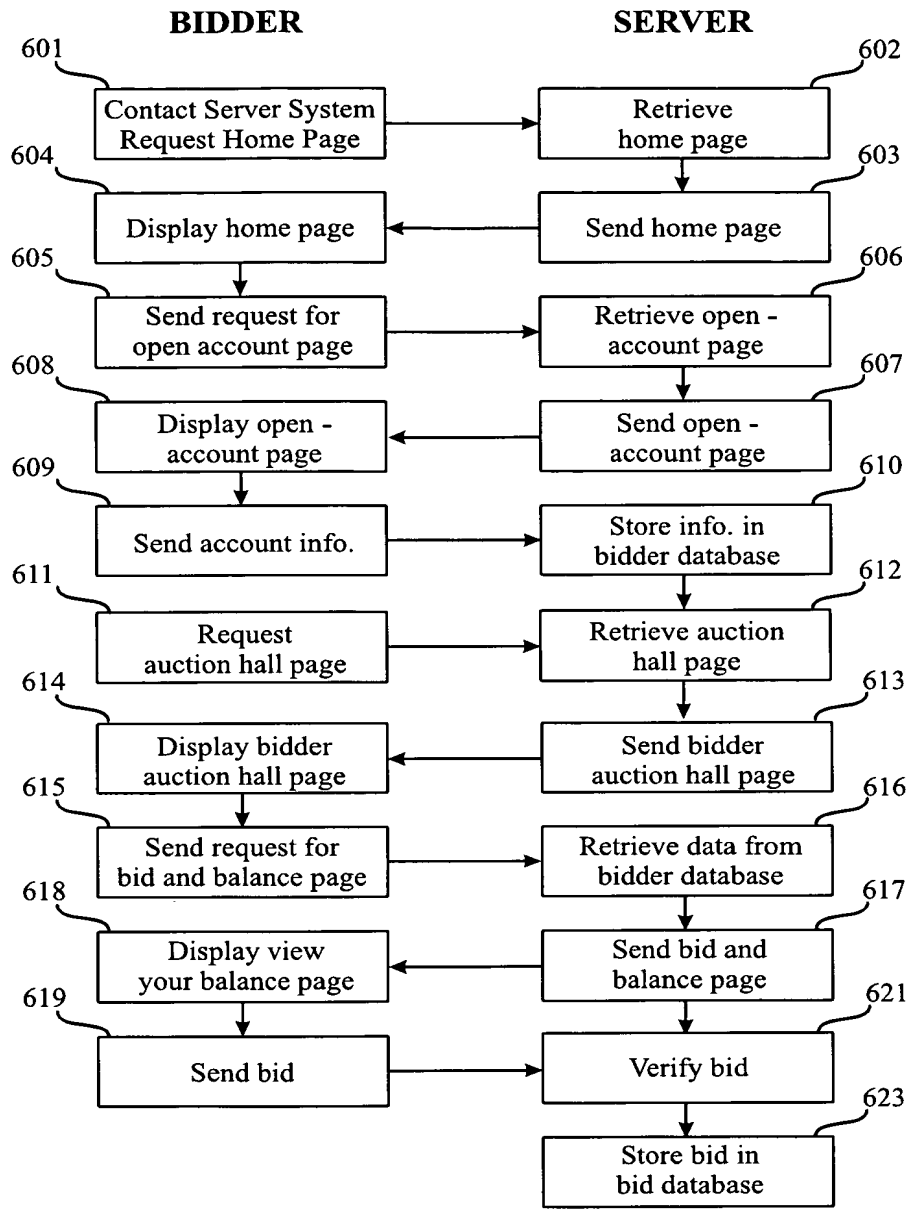 BIDDER SERVER
601 602
Contact Server System
Request Home Page
Retrieve
home page
604 603
Display home page
Send home page
605 606
Send request for
open account page
Retrieve open -
account page
608 607
Display open -
account page
Send open -
account page
609 610
Send account info.
Store info. in
bidder database
611 612
Request
auction hall page
Retrieve auction
hall page
614 613
Display bidder
auction hall page
Send bidder
auction hall page
615 616
Send request for
bid and balance page
Retrieve data from
bidder database
618 617
Display view
your balance page
Send bid and
balance page
619 621
Send bid
Verify bid
623
Store bid in
bid database